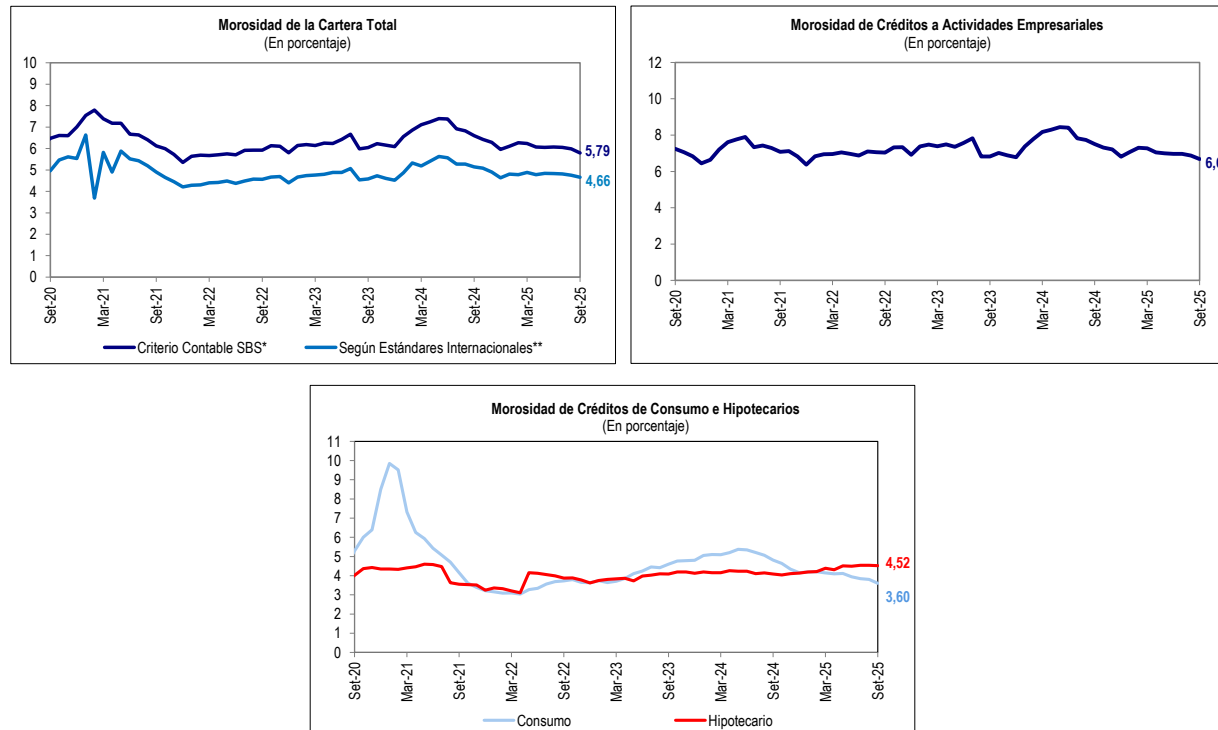 Morosidad de la Cartera Total
(En porcentaje)
10
9
8
7
6
5
4
3
2
1
0
5,79
4,66
Set-20
Mar-21
Set-21
Mar-22
Set-22
Mar-23
Set-23
Mar-24
Set-24
Mar-25
Set-25
Criterio Contable SBS*
Según Estándares Internacionales**
Morosidad de Créditos a Actividades Empresariales
(En porcentaje)
12
10
8
6
4
2
0
Set-20
Mar-21
Set-21
Mar-22
Set-22
Mar-23
Set-23
Mar-24
Set-24
Mar-25
Set-25
Morosidad de Créditos de Consumo e Hipotecarios
(En porcentaje)
11
10
9
8
7
6
5
4
3
2
1
0
4,52
3,60
Set-20
Mar-21
Set-21
Mar-22
Set-22
Mar-23
Set-23
Mar-24
Set-24
Mar-25
Set-25
Consumo
Hipotecario